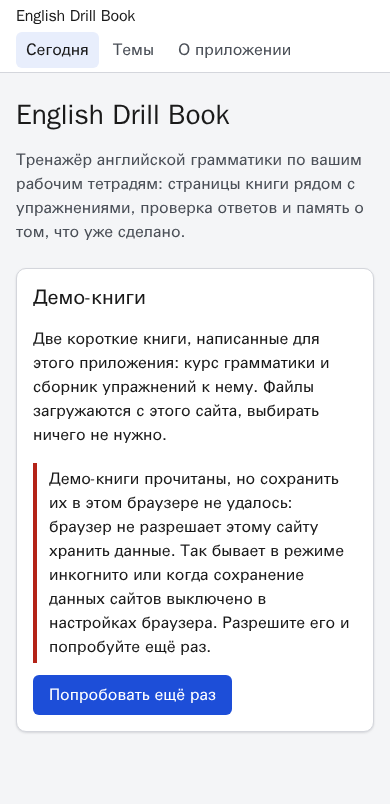 English Drill Book
Сегодня Темы О приложении
English Drill Book
Тренажёр английской грамматики по вашим
рабочим тетрадям: страницы книги рядом с
упражнениями, проверка ответов и память о
том, что уже сделано.
Демо-книги
Две короткие книги, написанные для
этого приложения: курс грамматики и
сборник упражнений к нему. Файлы
загружаются с этого сайта, выбирать
ничего не нужно.
Демо-книги прочитаны, но сохранить
их в этом браузере не удалось:
браузер не разрешает этому сайту
хранить данные. Так бывает в режиме
инкогнито или когда сохранение
данных сайтов выключено в
настройках браузера. Разрешите его и
попробуйте ещё раз.
Попробовать ещё раз